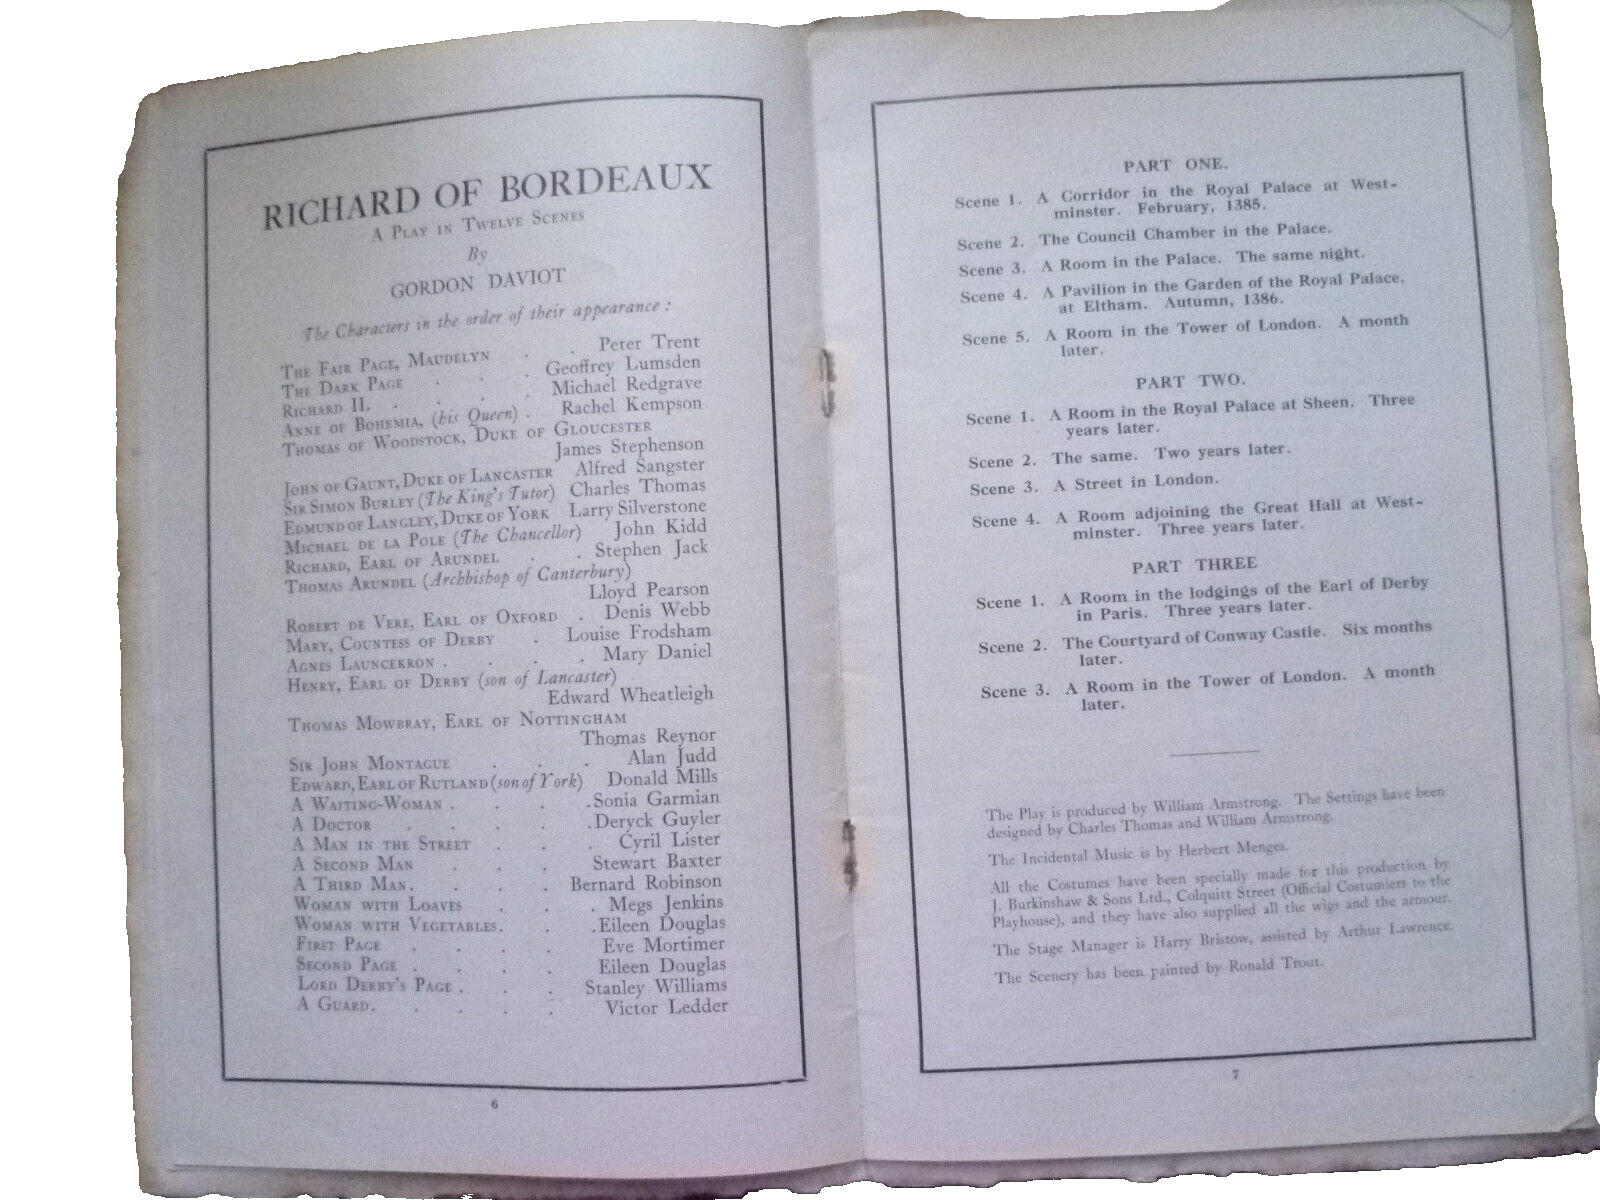 RICHARD OF BORDEAUX
A PLAY IN TWELVE SCENES
By
GORDON DAVIOT
The Characters in the order of their appearance :
THE FAIR PAGE, MAUDELYN . . Peter Trent
THE DARK PAGE . . . Geoffrey Lumsden
RICHARD II. . . . . Michael Redgrave
ANNE OF BOHEMIA, (his Queen) . Rachel Kempson
THOMAS OF WOODSTOCK, DUKE OF GLOUCESTER
James Stephenson
JOHN OF GAUNT, DUKE OF LANCASTER Alfred Sangster
SIR SIMON BURLEY (The King's Tutor) Charles Thomas
EDMUND OF LANGLEY, DUKE OF YORK Larry Silverstone
MICHAEL DE LA POLE (The Chancellor) John Kidd
RICHARD, EARL OF ARUNDEL . . Stephen Jack
THOMAS ARUNDEL (Archbishop of Canterbury)
Lloyd Pearson
ROBERT DE VERE, EARL OF OXFORD . Denis Webb
MARY, COUNTESS OF DERBY . Louise Frodsham
AGNES LAUNCEKRON . . . . Mary Daniel
HENRY, EARL OF DERBY (son of Lancaster)
Edward Wheatleigh
THOMAS MOWBRAY, EARL OF NOTTINGHAM
Thomas Reynor
SIR JOHN MONTAGUE . . . Alan Judd
EDWARD, EARL OF RUTLAND (son of York) Donald Mills
A WAITING-WOMAN . . . . Sonia Garmian
A DOCTOR . . . . . Deryck Guyler
A MAN IN THE STREET . . . Cyril Lister
A SECOND MAN . . . Stewart Baxter
A THIRD MAN. . . . Bernard Robinson
WOMAN WITH LOAVES . . . Megs Jenkins
WOMAN WITH VEGETABLES. . . Eileen Douglas
FIRST PAGE . . . . Eve Mortimer
SECOND PAGE . . . . Eileen Douglas
LORD DERBY'S PAGE . . . Stanley Williams
A GUARD. . . . . Victor Ledder
6
PART ONE.
Scene 1. A Corridor in the Royal Palace at West-
minster. February, 1385.
Scene 2. The Council Chamber in the Palace.
Scene 3. A Room in the Palace. The same night.
Scene 4. A Pavilion in the Garden of the Royal Palace,
at Eltham. Autumn, 1386.
Scene 5. A Room in the Tower of London. A month
later.
PART TWO.
Scene 1. A Room in the Royal Palace at Sheen. Three
years later.
Scene 2. The same. Two years later.
Scene 3. A Street in London.
Scene 4. A Room adjoining the Great Hall at West-
minster. Three years later.
PART THREE
Scene 1. A Room in the lodgings of the Earl of Derby
in Paris. Three years later.
Scene 2. The Courtyard of Conway Castle. Six months
later.
Scene 3. A Room in the Tower of London. A month
later.
The Play is produced by William Armstrong. The Settings have been
designed by Charles Thomas and William Armstrong.
The Incidental Music is by Herbert Menges.
All the Costumes have been specially made for this production by
J. Burkinshaw & Sons Ltd., Colquitt Street (Official Costumiers to the
Playhouse), and they have also supplied all the wigs and the armour.
The Stage Manager is Harry Bristow, assisted by Arthur Lawrence.
The Scenery has been painted by Ronald Trout.
7